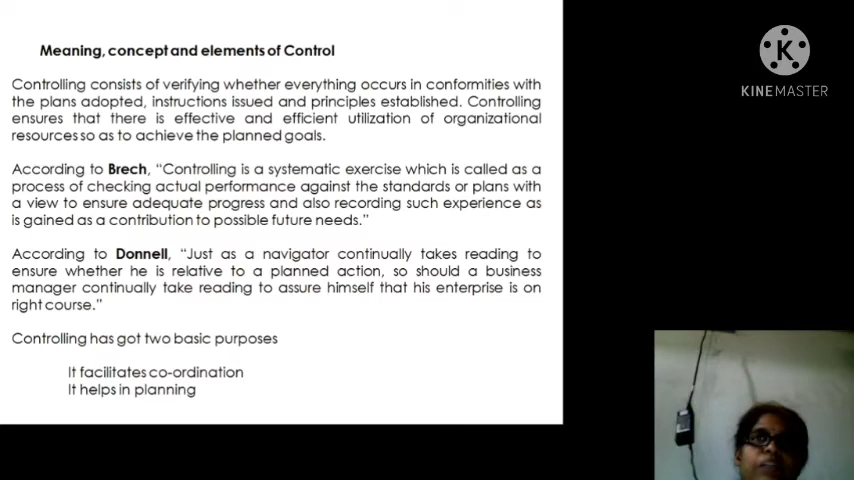 Meaning, concept and elements of Control
Controlling consists of verifying whether everything occurs in conformities with
the plans adopted, instructions issued and principles established. Controlling
ensures that there is effective and efficient utilization of organizational
resources so as to achieve the planned goals.
According to Brech, “Controlling is a systematic exercise which is called as a
process of checking actual performance against the standards or plans with
a view to ensure adequate progress and also recording such experience as
is gained as a contribution to possible future needs.”
According to Donnell, “Just as a navigator continually takes reading to
ensure whether he is relative to a planned action, so should a business
manager continually take reading to assure himself that his enterprise is on
right course.”
Controlling has got two basic purposes
It facilitates co-ordination
It helps in planning
K
KINEMASTER